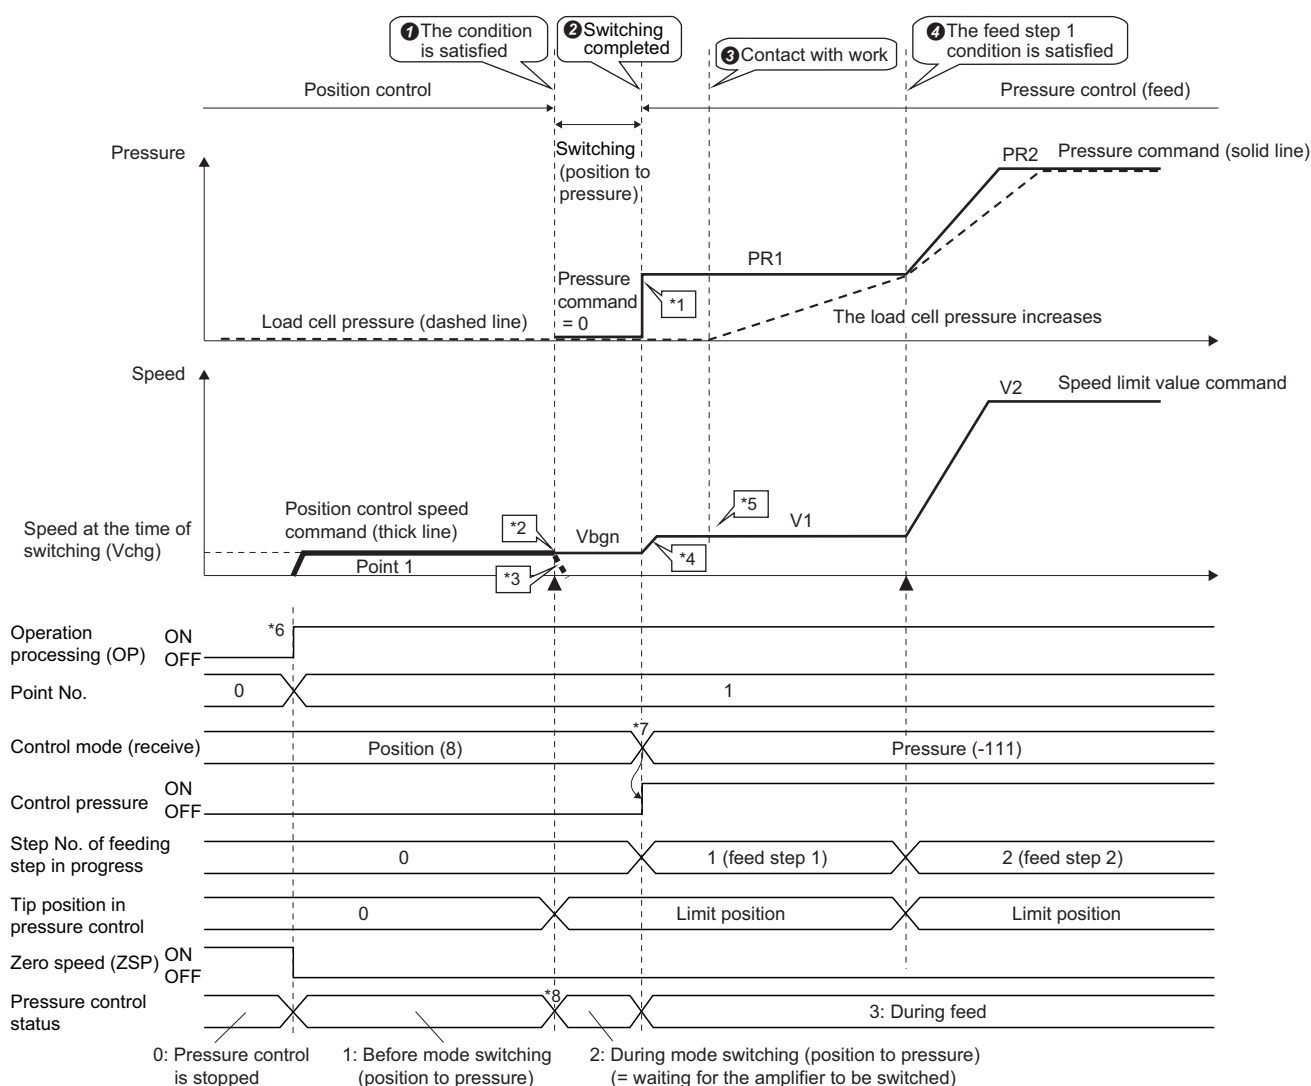 ❶The condition
is satisfied
❷Switching
completed
❸Contact with work
❹The feed step 1
condition is satisfied
Position control
Pressure control (feed)
Switching
(position to
pressure)
Pressure
PR2
Pressure command (solid line)
PR1
Pressure
command
= 0
*1
Load cell pressure (dashed line)
The load cell pressure increases
Speed
V2
Speed limit value command
Position control speed
command (thick line)
*5
*2
Vbgn
V1
Speed at the time of
switching (Vchg)
*4
Point 1
*3
Operation
processing (OP)
ON
OFF
*6
Point No.
0
1
Control mode (receive)
Position (8)
*7
Pressure (-111)
Control pressure
ON
OFF
Step No. of feeding
step in progress
0
1 (feed step 1)
2 (feed step 2)
Tip position in
pressure control
0
Limit position
Limit position
Zero speed (ZSP)
ON
OFF
Pressure control
status
*8
3: During feed
0: Pressure control
is stopped
1: Before mode switching
(position to pressure)
2: During mode switching (position to pressure)
(= waiting for the amplifier to be switched)